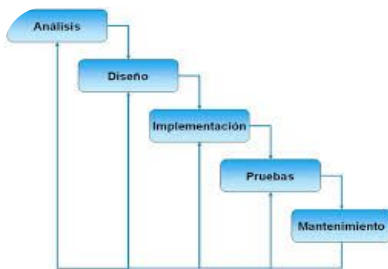 Análisis
Diseño
Implementación
Pruebas
Mantenimiento